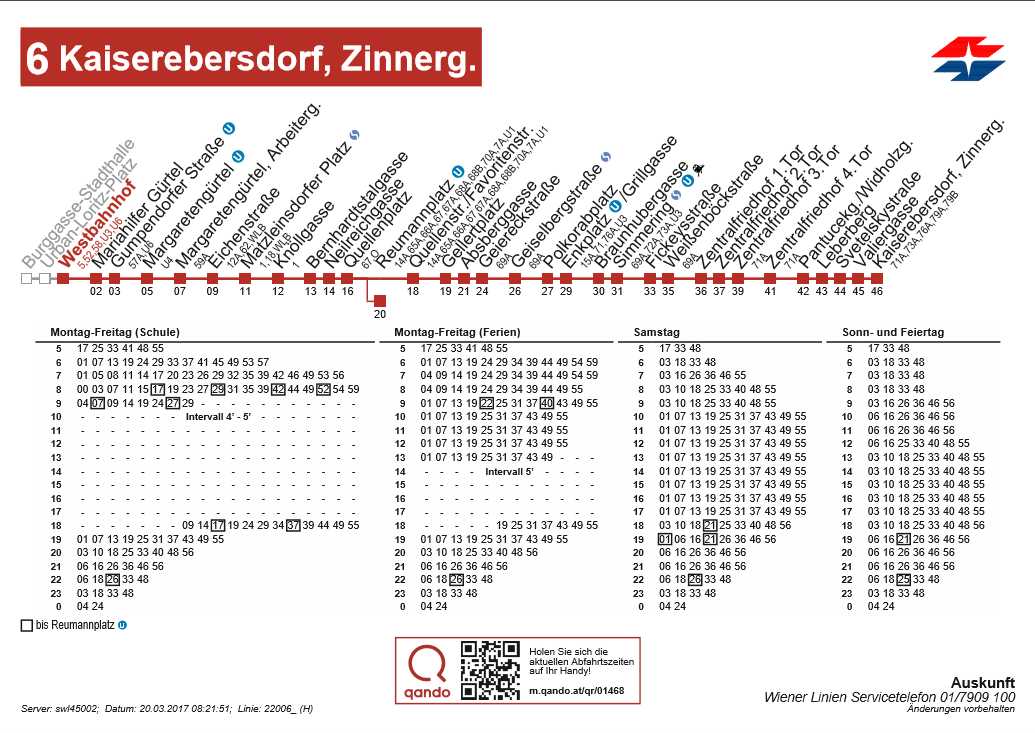 6 Kaiserebersdorf, Zinnerg.
Burggasse-Stadthalle
Urban-Loritz-Platz
Westbahnhof
5,52,58,U3,U6
Mariahilfer Gürtel
Gumpendorfer Straße U
57A,U6
Margaretengürtel U
U4
Margaretengürtel, Arbeiterg.
59A
Eichenstraße
12A,62,WLB
Matzleinsdorfer Platz
1,18,WLB
Knöllgasse
1
Bernhardtstalgasse
Neilreichgasse
Quellenplatz
67,O
Reumannplatz U
14A,65A,66A,67,67A,68A,68B,70A,7A,U1
Quellenstr./Favoritenstr.
14A,65A,66A,67,67A,68A,68B,70A,7A,U1
Gellertplatz
Absberggasse
Geiereckstraße
69A
Geiselbergstraße
69A
Polkorabplatz
Enkplatz U /Grillgasse
15A,71,76A,U3
Braunhubergasse
Simmering U
69A,72A,73A,U3
Fickeysstraße
Weißenböckstraße
69A
Zentralfriedhof 1.Tor
Zentralfriedhof 2.Tor
Zentralfriedhof 3.Tor
71A
Zentralfriedhof 4.Tor
71A
Pantucekg./Widholzg.
Leberberg
Svetelskystraße
Valiergasse
Kaiserebersdorf, Zinnerg.
71A,73A,76A,79A,79B
02 03 05 07 09 11 12 13 14 16 18 19 21 24 26 27 29 30 31 33 35 36 37 39 41 42 43 44 45 46
20
Montag-Freitag (Schule)
5 17 25 33 41 48 55
6 01 07 13 19 24 29 33 37 41 45 49 53 57
7 01 05 08 11 14 17 20 23 26 29 32 35 39 42 46 49 53 56
8 00 03 07 11 15 17 19 23 27 29 31 35 39 42 44 49 52 54 59
9 04 07 09 14 19 24 27 29 - - - - - - - - - -
10 - - - - - - Intervall 4' - 5' - - - - - -
11 - - - - - - - - - - - - - - - - - -
12 - - - - - - - - - - - - - - - - - -
13 - - - - - - - - - - - - - - - - - -
14 - - - - - - - - - - - - - - - - - -
15 - - - - - - - - - - - - - - - - - -
16 - - - - - - - - - - - - - - - - - -
17 - - - - - - - - - - - - - - - - - -
18 - - - - - - - 09 14 17 19 24 29 34 37 39 44 49 55
19 01 07 13 19 25 31 37 43 49 55
20 03 10 18 25 33 40 48 56
21 06 16 26 36 46 56
22 06 18 26 33 48
23 03 18 33 48
0 04 24
Montag-Freitag (Ferien)
5 17 25 33 41 48 55
6 01 07 13 19 24 29 34 39 44 49 54 59
7 04 09 14 19 24 29 34 39 44 49 54 59
8 04 09 14 19 24 29 34 39 44 49 55
9 01 07 13 19 22 25 31 37 40 43 49 55
10 01 07 13 19 25 31 37 43 49 55
11 01 07 13 19 25 31 37 43 49 55
12 01 07 13 19 25 31 37 43 49 55
13 01 07 13 19 25 31 37 43 49 - - -
14 - - - - Intervall 5' - - - -
15 - - - - - - - - - - - -
16 - - - - - - - - - - - -
17 - - - - - - - - - - - -
18 - - - - - 19 25 31 37 43 49 55
19 01 07 13 19 25 31 37 43 49 55
20 03 10 18 25 33 40 48 56
21 06 16 26 36 46 56
22 06 18 26 33 48
23 03 18 33 48
0 04 24
Samstag
5 17 33 48
6 03 18 33 48
7 03 16 26 36 46 55
8 03 10 18 25 33 40 48 55
9 03 10 18 25 33 40 48 55
10 01 07 13 19 25 31 37 43 49 55
11 01 07 13 19 25 31 37 43 49 55
12 01 07 13 19 25 31 37 43 49 55
13 01 07 13 19 25 31 37 43 49 55
14 01 07 13 19 25 31 37 43 49 55
15 01 07 13 19 25 31 37 43 49 55
16 01 07 13 19 25 31 37 43 49 55
17 01 07 13 19 25 31 37 43 49 55
18 03 10 18 21 25 33 40 48 56
19 01 06 16 21 26 36 46 56
20 06 16 26 36 46 56
21 06 16 26 36 46 56
22 06 18 26 33 48
23 03 18 33 48
0 04 24
Sonn- und Feiertag
5 17 33 48
6 03 18 33 48
7 03 18 33 48
8 03 18 33 48
9 03 16 26 36 46 56
10 06 16 26 36 46 56
11 06 16 26 36 46 56
12 06 16 25 33 40 48 55
13 03 10 18 25 33 40 48 55
14 03 10 18 25 33 40 48 55
15 03 10 18 25 33 40 48 55
16 03 10 18 25 33 40 48 55
17 03 10 18 25 33 40 48 55
18 03 10 18 25 33 40 48 56
19 06 16 21 26 36 46 56
20 06 16 26 36 46 56
21 06 16 26 36 46 56
22 06 18 25 33 48
23 03 18 33 48
0 04 24
bis Reumannplatz U
qando
Holen Sie sich die
aktuellen Abfahrtszeiten
auf Ihr Handy!
m.qando.at/qr/01468
Auskunft
Wiener Linien Servicetelefon 01/7909 100
Änderungen vorbehalten
Server: swl45002; Datum: 20.03.2017 08:21:51; Linie: 22006_ (H)